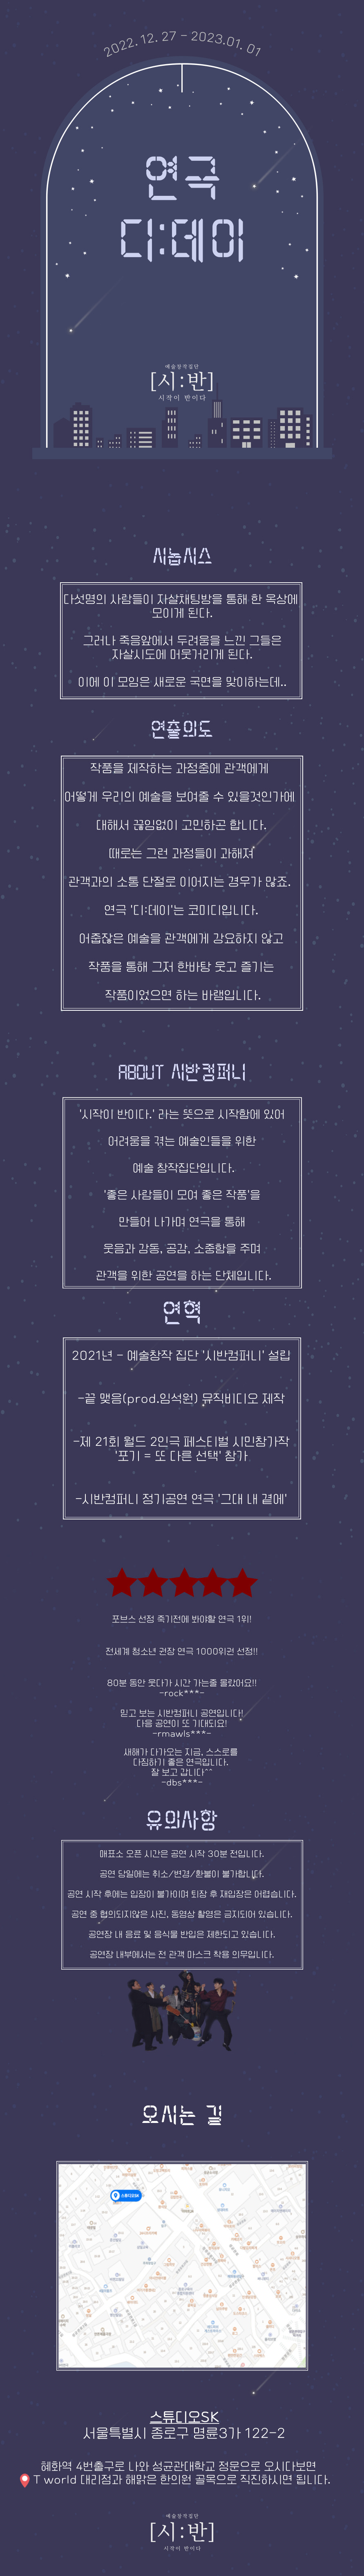 2022. 12. 27 - 2023.01. 01
연극
디:데이
예술창작집단
[시:반]
시작이 반이다
시놉시스
다섯명의 사람들이 자살채팅방을 통해 한 옥상에
모이게 된다.
그러나 죽음앞에서 두려움을 느낀 그들은
자살시도에 머뭇거리게 된다.
이에 이 모임은 새로운 국면을 맞이하는데..
연출의도
작품을 제작하는 과정중에 관객에게
어떻게 우리의 예술을 보여줄 수 있을것인가에
대해서 끊임없이 고민하곤 합니다.
때로는 그런 과정들이 과해져
관객과의 소통 단절로 이어지는 경우가 많죠.
연극 '디:데이'는 코미디입니다.
어줍잖은 예술을 관객에게 강요하지 않고
작품을 통해 그저 한바탕 웃고 즐기는
작품이었으면 하는 바램입니다.
ABOUT 시반컴퍼니
'시작이 반이다.' 라는 뜻으로 시작함에 있어
어려움을 겪는 예술인들을 위한
예술 창작집단입니다.
'좋은 사람들이 모여 좋은 작품'을
만들어 나가며 연극을 통해
웃음과 감동, 공감, 소중함을 주며
관객을 위한 공연을 하는 단체입니다.
연혁
2021년 - 예술창작 집단 '시반컴퍼니' 설립
-끝 맺음(prod.임석원) 뮤직비디오 제작
-제 21회 월드 2인극 페스티벌 시민참가작
'포기 = 또 다른 선택' 참가
-시반컴퍼니 정기공연 연극 '그대 내 곁에'
포브스 선정 죽기전에 봐야할 연극 1위!
전세계 청소년 권장 연극 1000위권 선정!!
80분 동안 웃다가 시간 가는줄 몰랐어요!!
-rock***-
믿고 보는 시반컴퍼니 공연입니다!
다음 공연이 또 기대되요!
-rmawls***-
새해가 다가오는 지금, 스스로를
다짐하기 좋은 연극입니다.
잘 보고 갑니다^^
-dbs***-
유의사항
매표소 오픈 시간은 공연 시작 30분 전입니다.
공연 당일에는 취소/변경/환불이 불가합니다.
공연 시작 후에는 입장이 불가하며 퇴장 후 재입장은 어렵습니다.
공연 중 협의되지않은 사진, 동영상 촬영은 금지되어 있습니다.
공연장 내 음료 및 음식물 반입은 제한되고 있습니다.
공연장 내부에서는 전 관객 마스크 착용 의무입니다.
오시는 길
스튜디오SK
스튜디오SK
서울특별시 종로구 명륜3가 122-2
혜화역 4번출구로 나와 성균관대학교 정문으로 오시다보면
T world 대리점과 해맑은 한의원 골목으로 직진하시면 됩니다.
예술창작집단
[시:반]
시작이 반이다